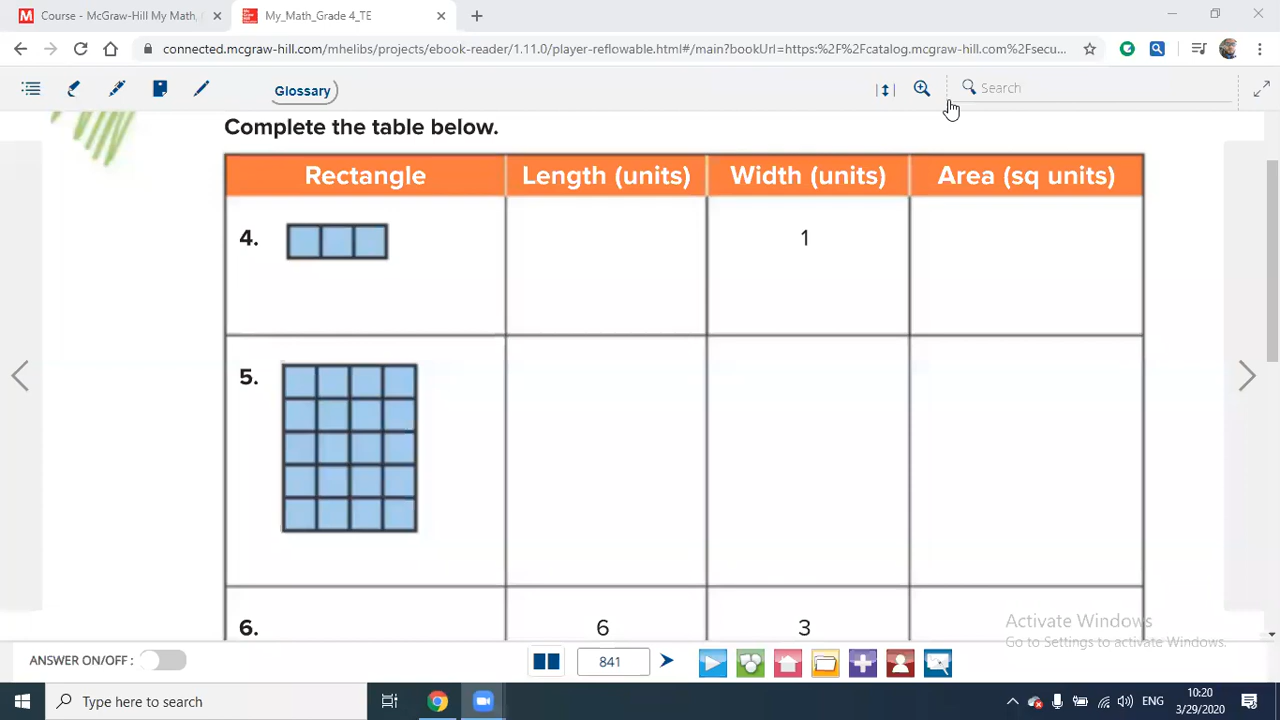 Course - McGraw-Hill My Math,
My_Math_Grade 4_TE
connected.mcgraw-hill.com/mhelibs/projects/ebook-reader/1.11.0/player-reflowable.html#/main?bookUrl=https:%2F%2Fcatalog.mcgraw-hill.com%2Fsecu...
Glossary
Search
Complete the table below.
Rectangle Length (units) Width (units) Area (sq units)
4. 1
5.
6. 6 3
Activate Windows
Go to Settings to activate Windows.
ANSWER ON/OFF :
841
Type here to search
ENG
10:20
3/29/2020